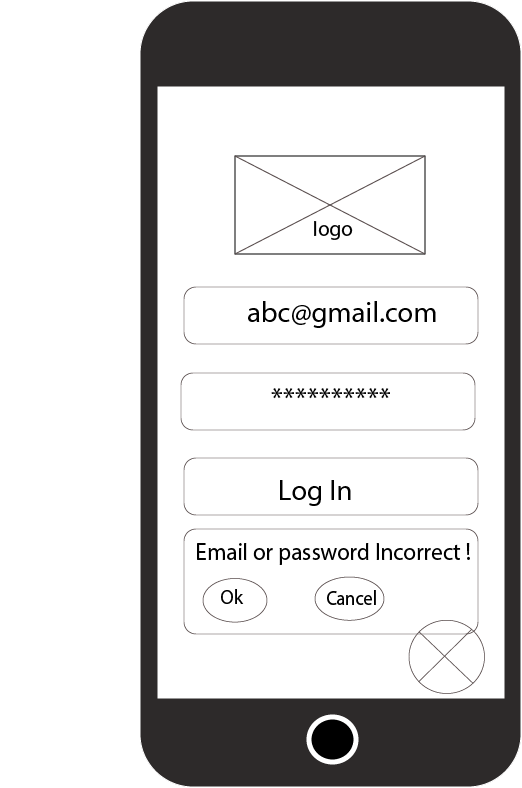 logo
abc@gmail.com
**********
Log In
Email or password Incorrect !
Ok Cancel